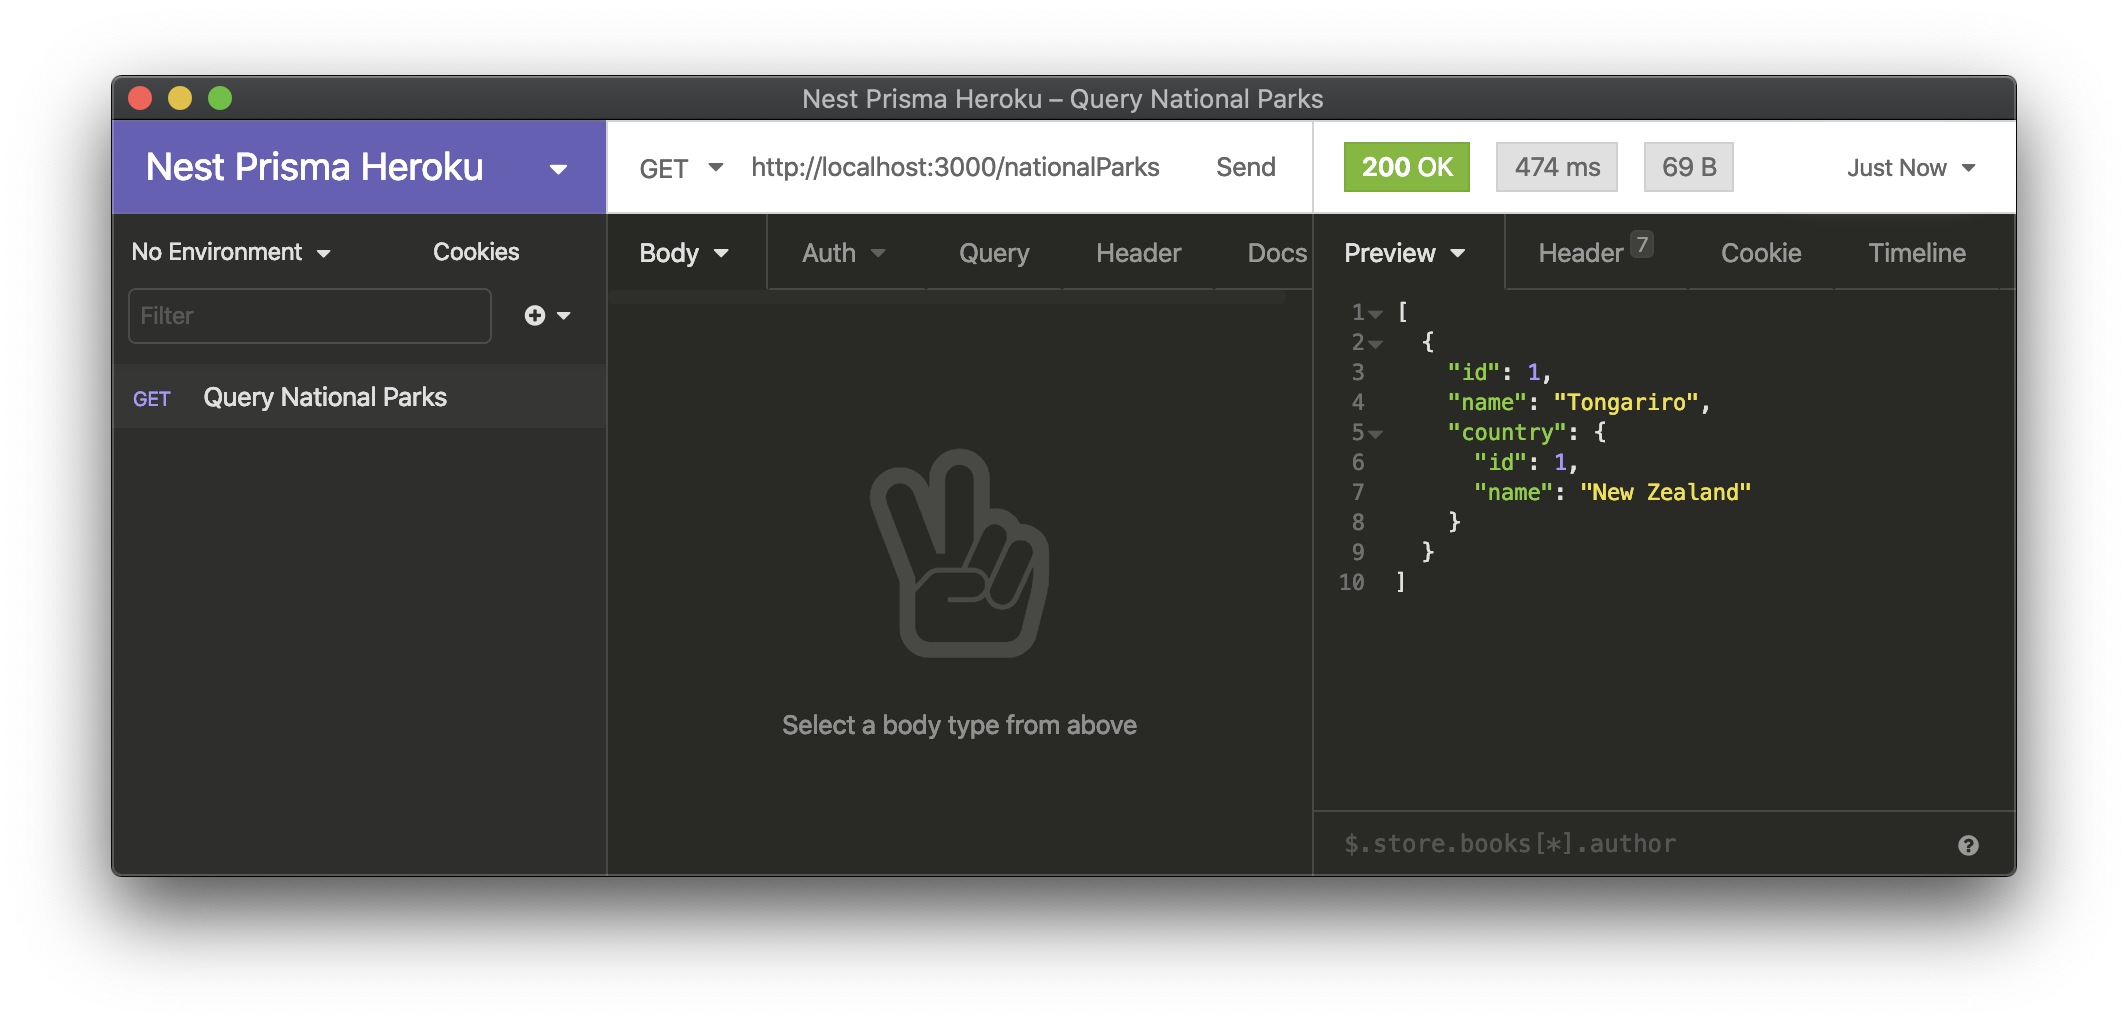 Nest Prisma Heroku – Query National Parks
Nest Prisma Heroku
GET http://localhost:3000/nationalParks Send
200 OK 474 ms 69 B Just Now
No Environment Cookies
Filter
GET Query National Parks
Body Auth Query Header Docs
Select a body type from above
Preview Header 7 Cookie Timeline
1 [
2 {
3 "id": 1,
4 "name": "Tongariro",
5 "country": {
6 "id": 1,
7 "name": "New Zealand"
8 }
9 }
10 ]
$.store.books[*].author